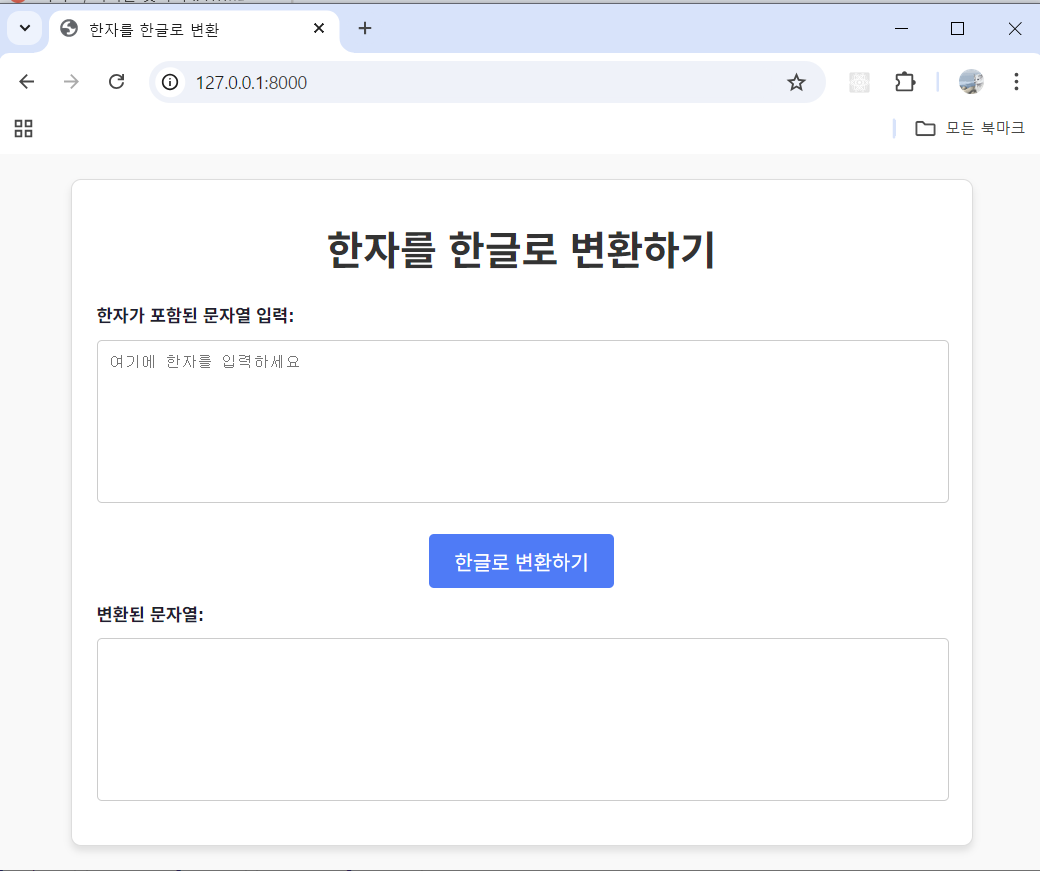 한자를 한글로 변환
127.0.0.1:8000
모든 북마크
한자를 한글로 변환하기
한자가 포함된 문자열 입력:
여기에 한자를 입력하세요
한글로 변환하기
변환된 문자열: